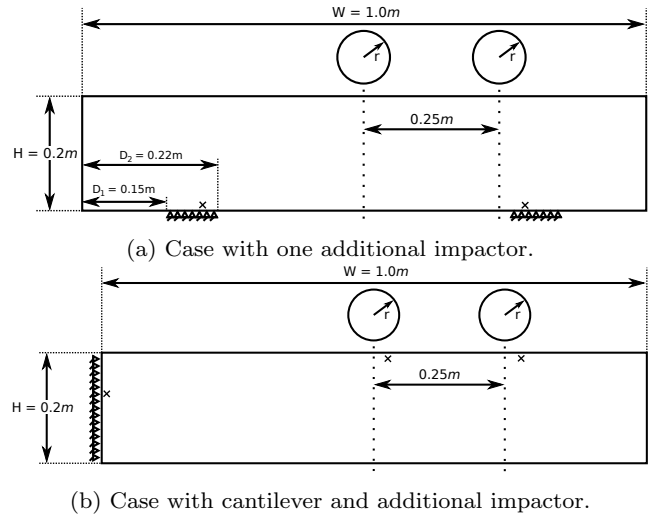 W = 1.0m
r
r
0.25m
H = 0.2m
D₂ = 0.22m
D₁ = 0.15m
(a) Case with one additional impactor.
W = 1.0m
r
r
0.25m
H = 0.2m
(b) Case with cantilever and additional impactor.